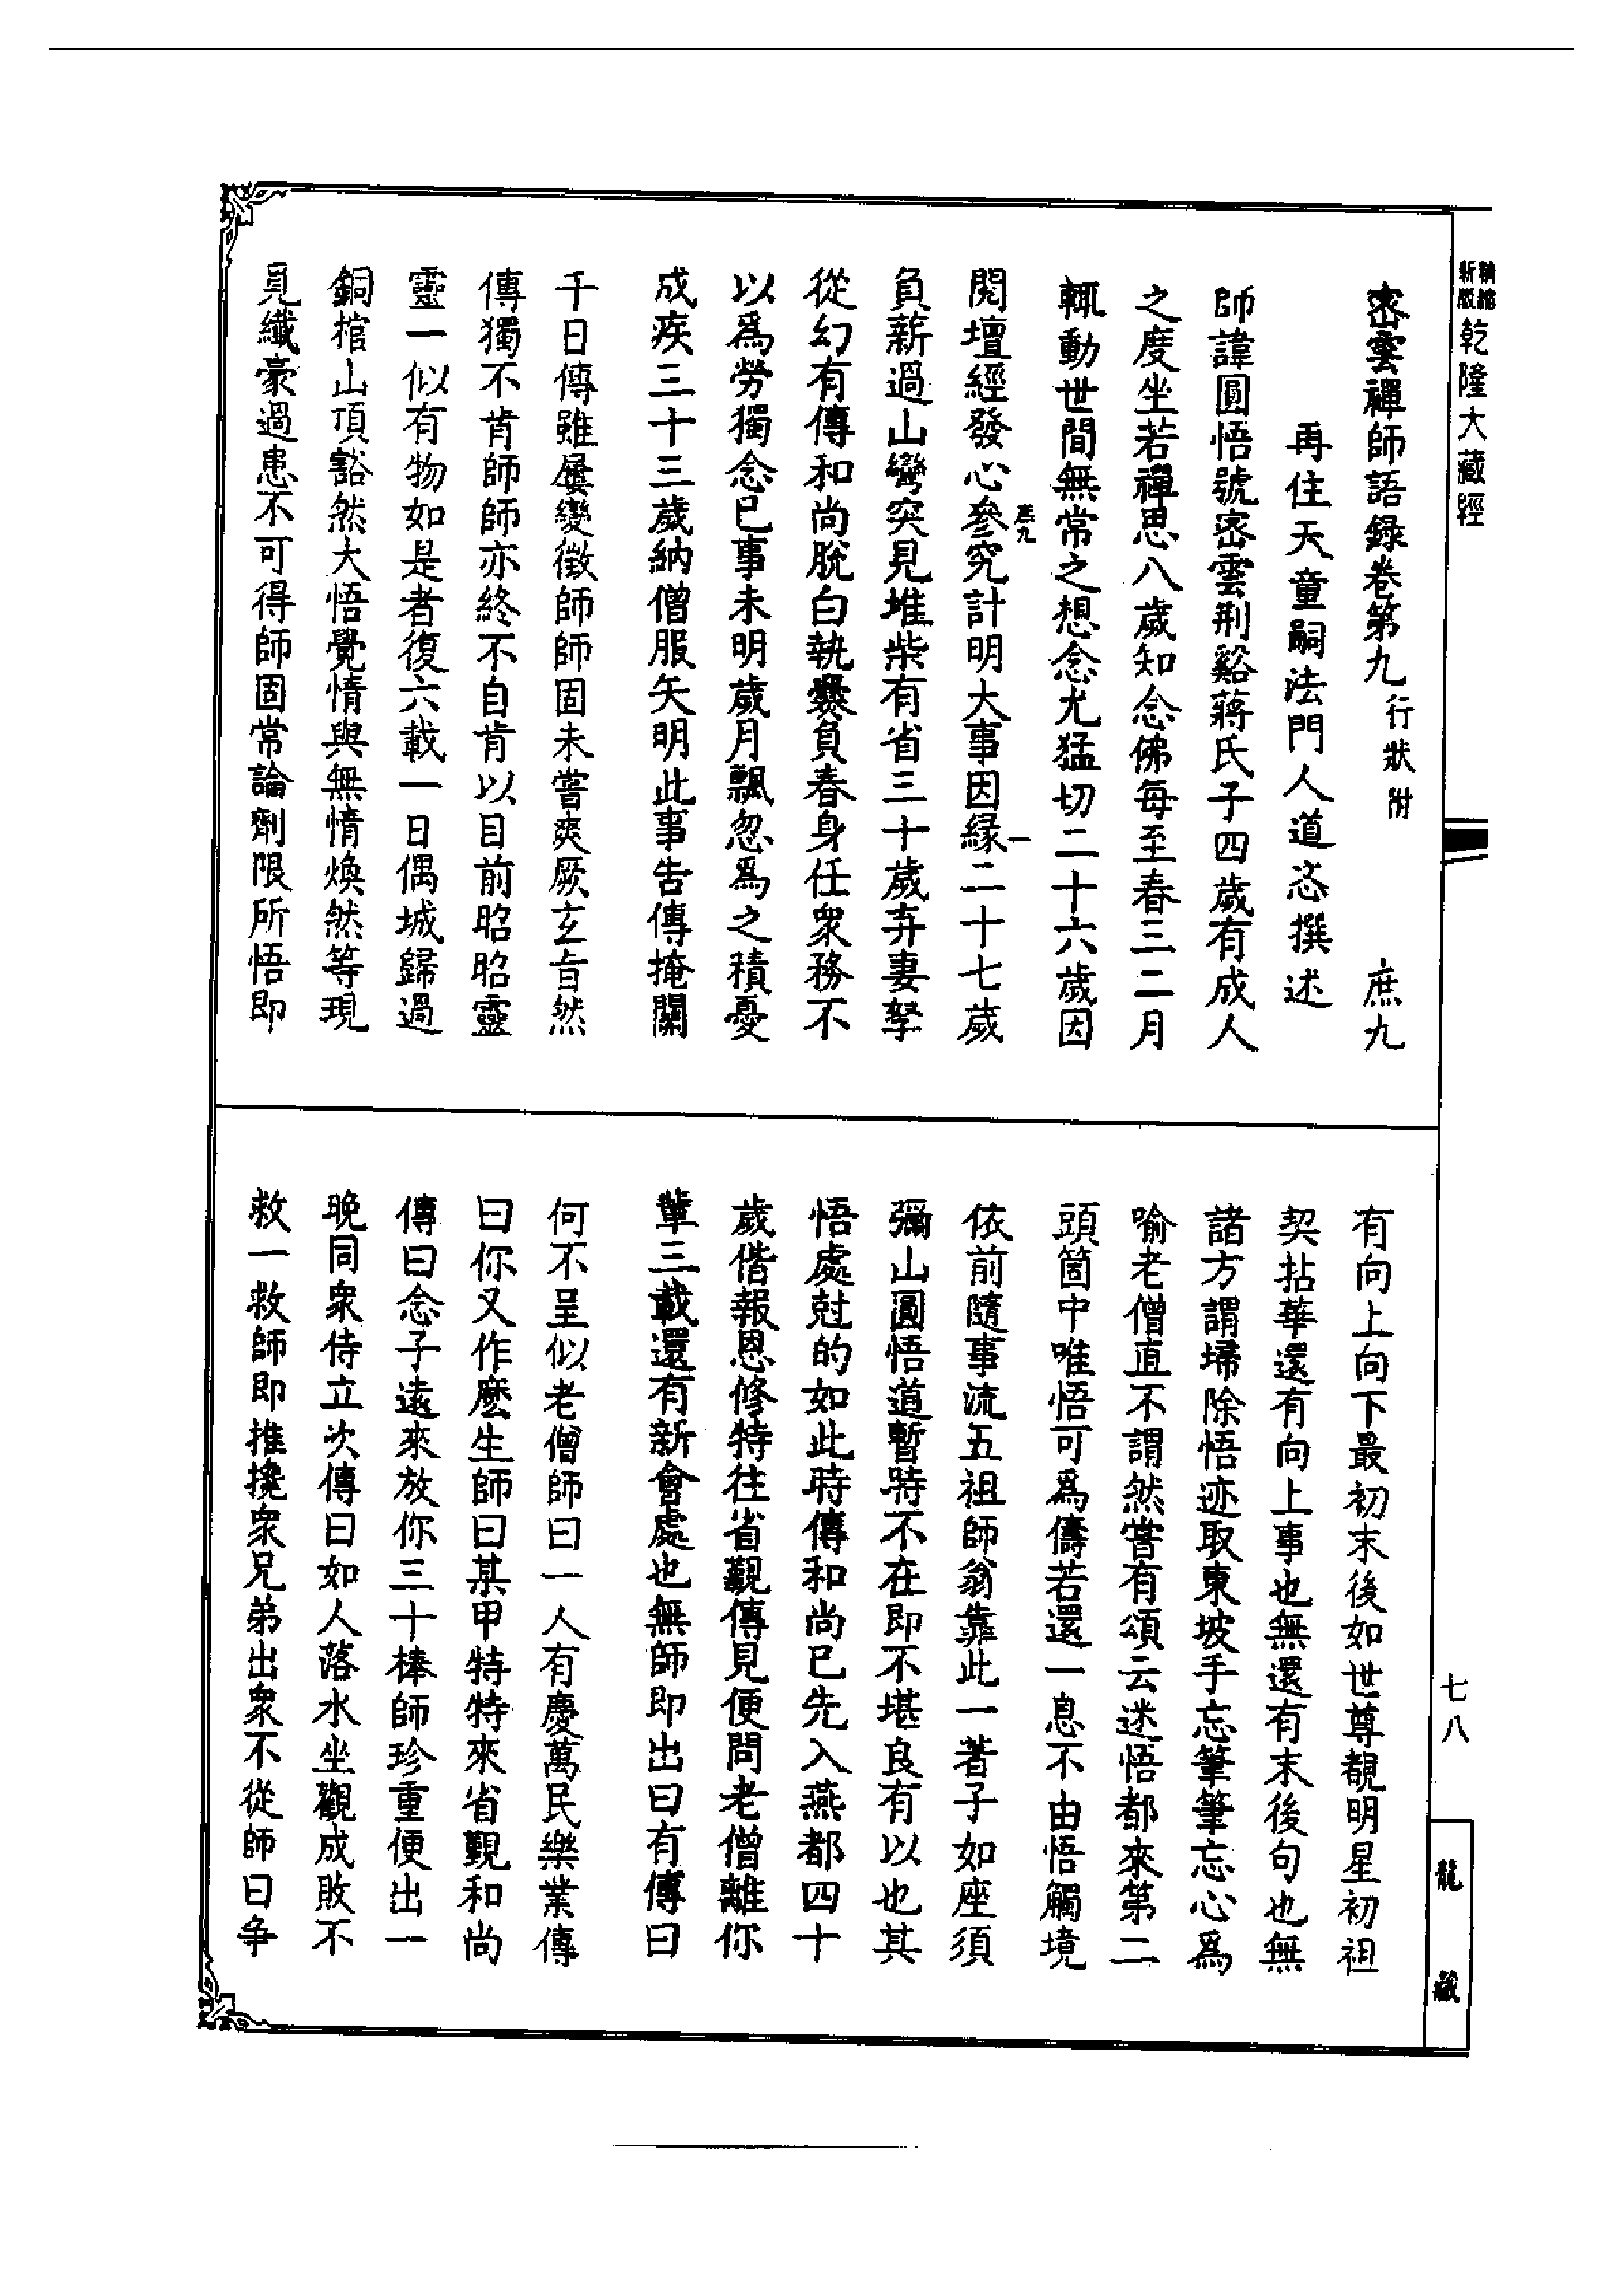 精縮新版乾隆大藏經
密雲禪師語録卷第九 行狀附 庶九
再住天童嗣法門人道忞撰述
師諱圓悟號密雲荆谿蔣氏子四歲有成人
之度坐若禪思八歲知念佛每至春三二月
輒動世間無常之想念尤猛切二十六歲因
閱壇經發心參究計明大事因緣二十七歲
庶九 一
負薪過山彎突見堆柴有省三十歲弃妻孥
從幻有傳和尚脫白執爨負舂身任衆務不
以爲勞獨念已事未明歲月飄忽爲之積憂
成疾三十三歲納僧服矢明此事告傳掩關
千日傳雖屢變徵師師固未嘗爽厥玄旨然
傳獨不肯師師亦終不自肯以目前昭昭靈
靈一似有物如是者復六載一日偶城歸過
銅棺山頂豁然大悟覺情與無情煥然等現
覓纖豪過患不可得師固常論劑限所悟即
有向上向下最初末後如世尊覩明星初祖
契拈華還有向上事也無還有末後句也無
諸方謂埽除悟迹取東坡手忘筆筆忘心爲
喻老僧直不謂然嘗有頌云迷悟都來第二
頭箇中唯悟可爲儔若還一息不由悟觸境
依前隨事流五祖師翁靠此一著子如座須
彌山圓悟道暫時不在即不堪良有以也其
悟處尅的如此時傳和尚已先入燕都四十
歲偕報恩修特往省覲傳見便問老僧離你
輩三載還有新會處也無師即出曰有傳曰
何不呈似老僧師曰一人有慶萬民樂業傳
曰你又作麽生師曰某甲特特來省覲和尚
傳曰念子遠來放你三十棒師珍重便出一
晚同衆侍立次傳曰如人落水坐觀成敗不
救一救師即推攙衆兄弟出衆不從師曰争
七八
龍藏